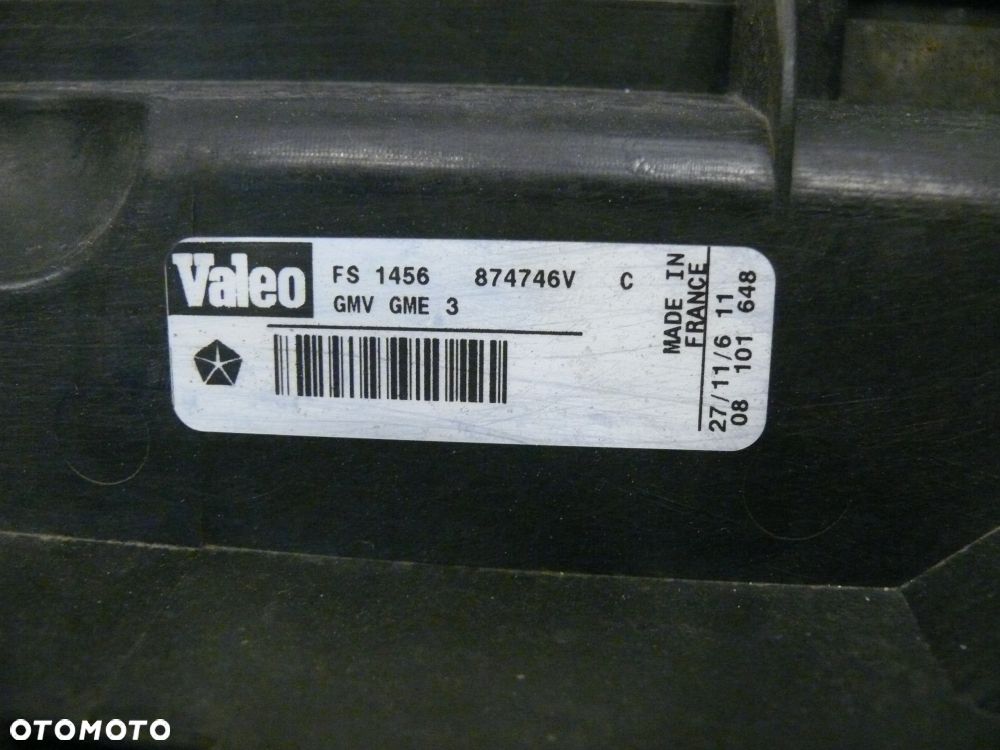 Valeo
FS 1456 874746V C
GMV GME 3
MADE IN
FRANCE
27/11/6 11
08 101 648
OTOMOTO